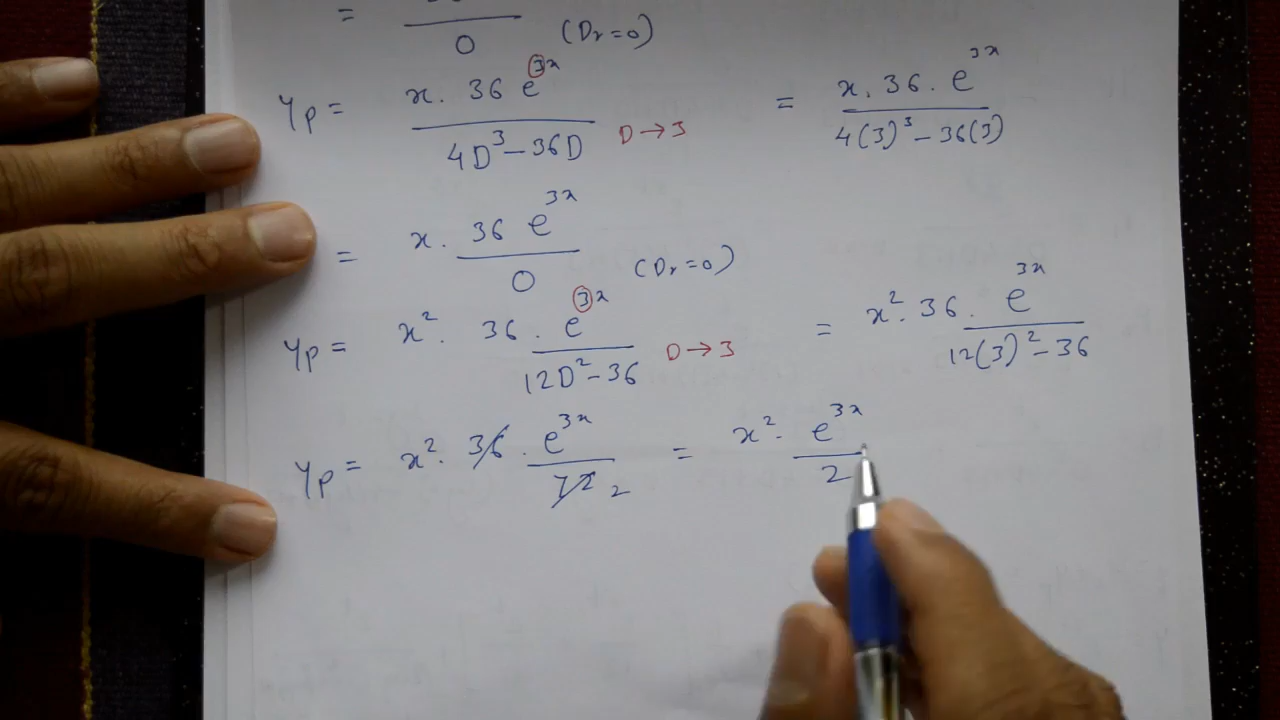 = ――― / 0 (Dr=0)
yp = x. 36 e^3x / 4D^3-36D D→3 = x. 36. e^3x / 4(3)^3-36(3)
= x. 36 e^3x / 0 (Dr=0)
yp = x^2. 36. e^3x / 12D^2-36 D→3 = x^2. 36. e^3x / 12(3)^2-36
yp = x^2. 36. e^3x / 72 2 = x^2. e^3x / 2